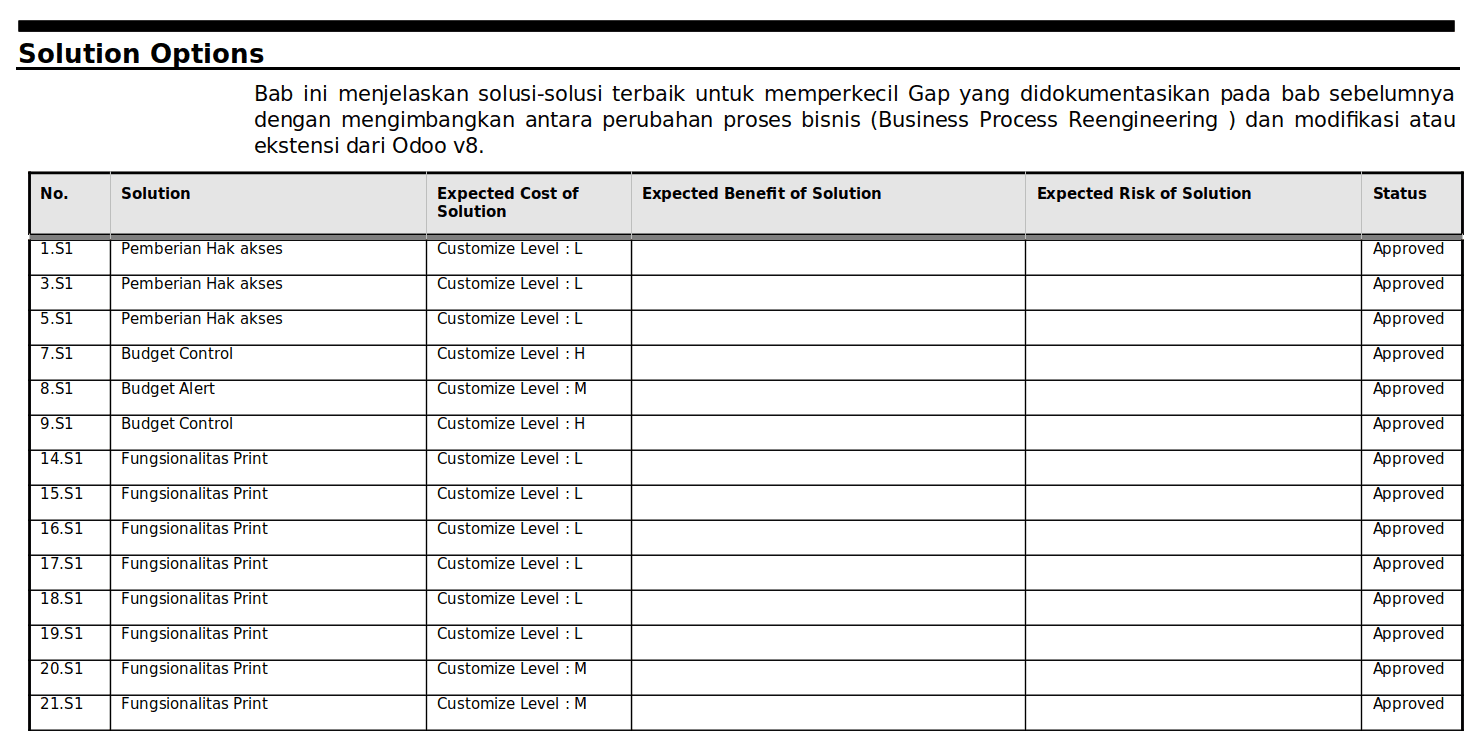 Solution Options
Bab ini menjelaskan solusi-solusi terbaik untuk memperkecil Gap yang didokumentasikan pada bab sebelumnya
dengan mengimbangkan antara perubahan proses bisnis (Business Process Reengineering ) dan modifikasi atau
ekstensi dari Odoo v8.
No. Solution Expected Cost of Solution Expected Benefit of Solution Expected Risk of Solution Status
1.S1 Pemberian Hak akses Customize Level : L Approved
3.S1 Pemberian Hak akses Customize Level : L Approved
5.S1 Pemberian Hak akses Customize Level : L Approved
7.S1 Budget Control Customize Level : H Approved
8.S1 Budget Alert Customize Level : M Approved
9.S1 Budget Control Customize Level : H Approved
14.S1 Fungsionalitas Print Customize Level : L Approved
15.S1 Fungsionalitas Print Customize Level : L Approved
16.S1 Fungsionalitas Print Customize Level : L Approved
17.S1 Fungsionalitas Print Customize Level : L Approved
18.S1 Fungsionalitas Print Customize Level : L Approved
19.S1 Fungsionalitas Print Customize Level : L Approved
20.S1 Fungsionalitas Print Customize Level : M Approved
21.S1 Fungsionalitas Print Customize Level : M Approved